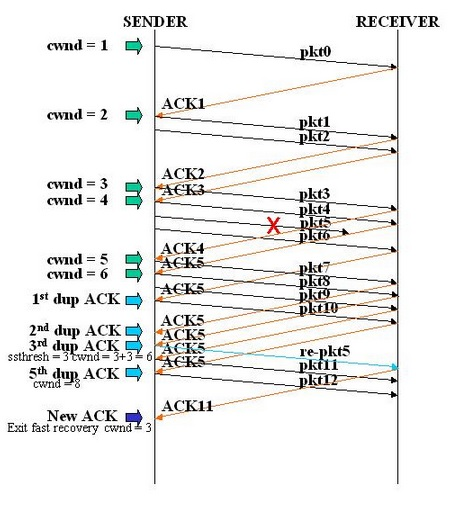 SENDER RECEIVER
cwnd = 1
pkt0
ACK1
cwnd = 2
pkt1
pkt2
ACK2
cwnd = 3
ACK3
pkt3
cwnd = 4
pkt4
X
pkt5
pkt6
ACK4
cwnd = 5
ACK5
pkt7
cwnd = 6
pkt8
ACK5
1st dup ACK
pkt9
pkt10
ACK5
2nd dup ACK
ACK5
3rd dup ACK
ACK5
re-pkt5
ssthresh = 3 cwnd = 3+3 = 6
ACK5
pkt11
5th dup ACK
pkt12
cwnd = 8
ACK11
New ACK
Exit fast recovery cwnd = 3